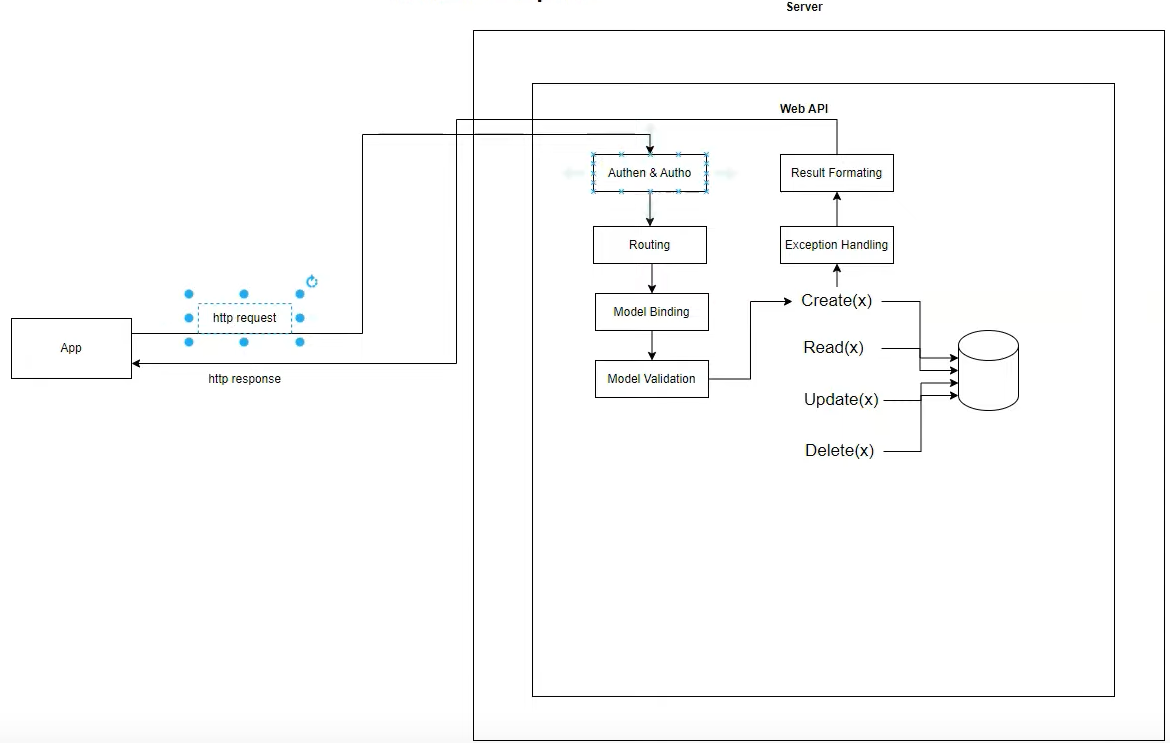 Server
Web API
Authen & Autho
Result Formating
Routing
Exception Handling
http request
Model Binding
Create(x)
App
Read(x)
http response
Model Validation
Update(x)
Delete(x)